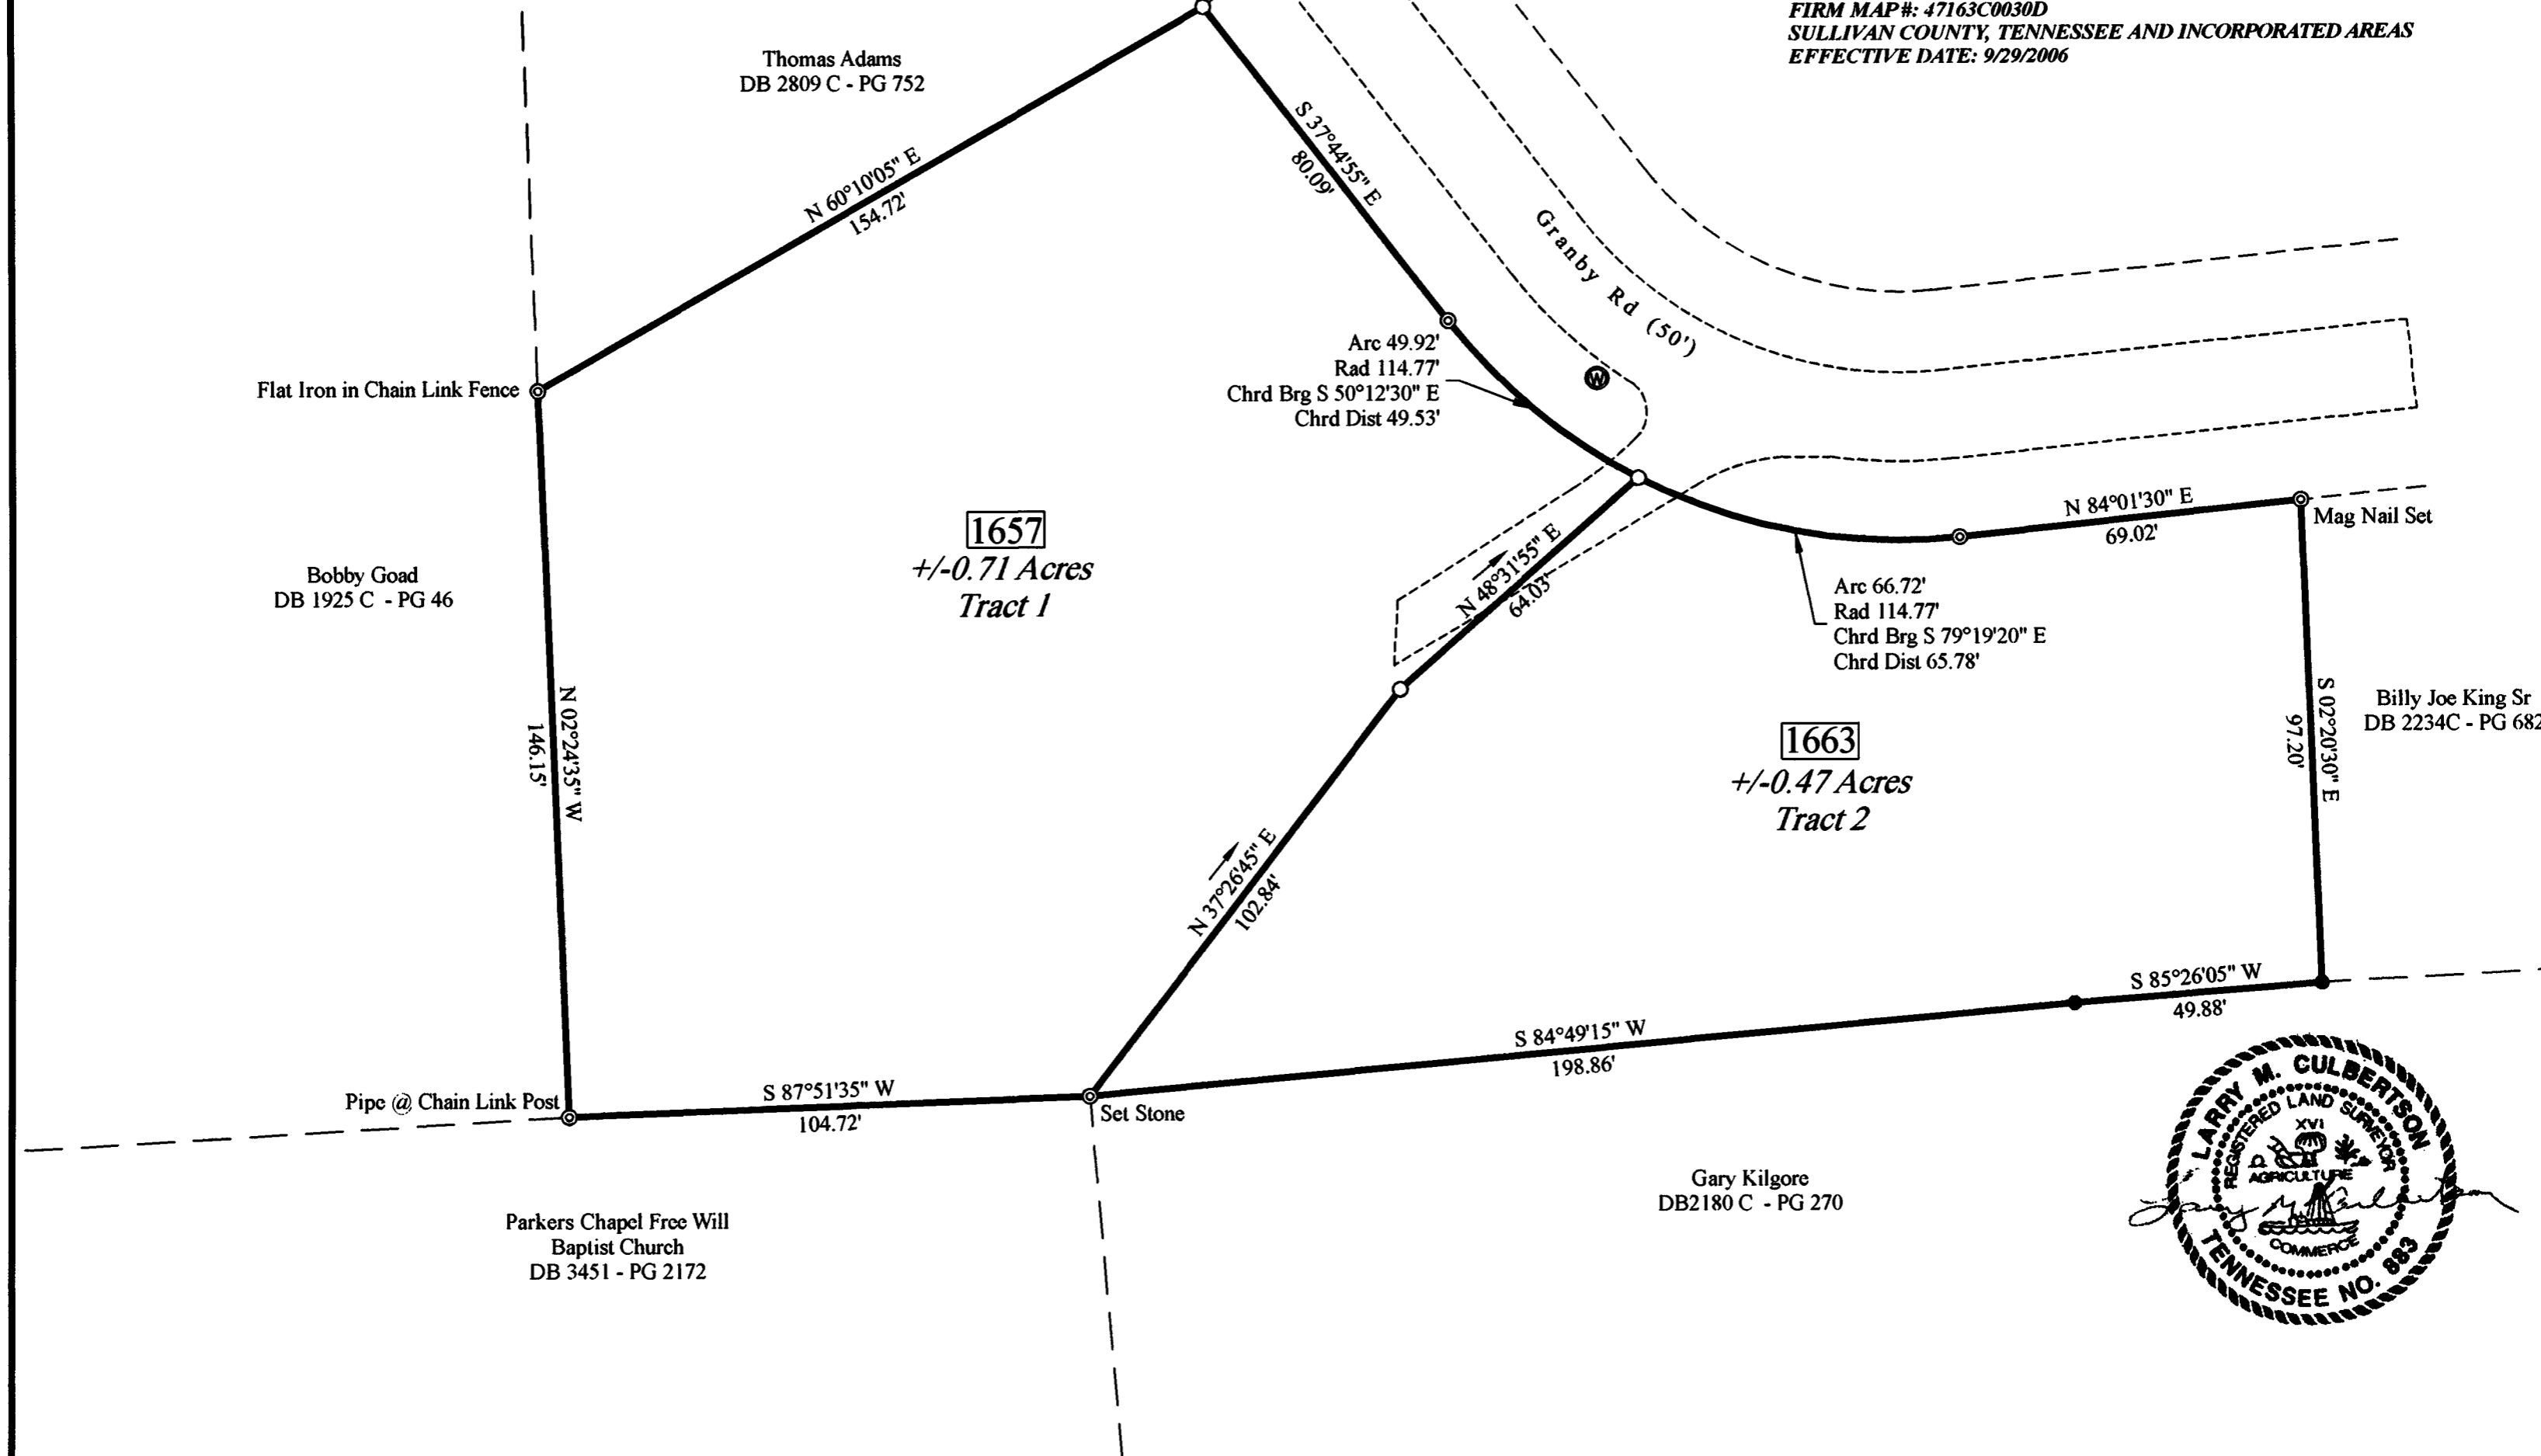 FIRM MAP#: 47163C0030D
SULLIVAN COUNTY, TENNESSEE AND INCORPORATED AREAS
EFFECTIVE DATE: 9/29/2006
Thomas Adams
DB 2809 C - PG 752
N 60°10'05" E
154.72'
S 37°44'55" E
80.09'
Granby Rd (50')
W
Arc 49.92'
Rad 114.77'
Chrd Brg S 50°12'30" E
Chrd Dist 49.53'
Flat Iron in Chain Link Fence
N 84°01'30" E
69.02'
Mag Nail Set
1657
+/-0.71 Acres
Tract 1
Bobby Goad
DB 1925 C - PG 46
N 48°31'55" E
64.03'
Arc 66.72'
Rad 114.77'
Chrd Brg S 79°19'20" E
Chrd Dist 65.78'
N 02°24'35" W
146.15'
S 02°20'30" E
97.20'
Billy Joe King Sr
DB 2234C - PG 682
1663
+/-0.47 Acres
Tract 2
N 37°26'45" E
102.84'
S 85°26'05" W
49.88'
S 84°49'15" W
198.86'
S 87°51'35" W
104.72'
Pipe @ Chain Link Post
Set Stone
Gary Kilgore
DB2180 C - PG 270
Parkers Chapel Free Will
Baptist Church
DB 3451 - PG 2172
LARRY M. CULBERTSON
REGISTERED LAND SURVEYOR
XVI
AGRICULTURE
Larry M Culbertson
COMMERCE
TENNESSEE NO. 883